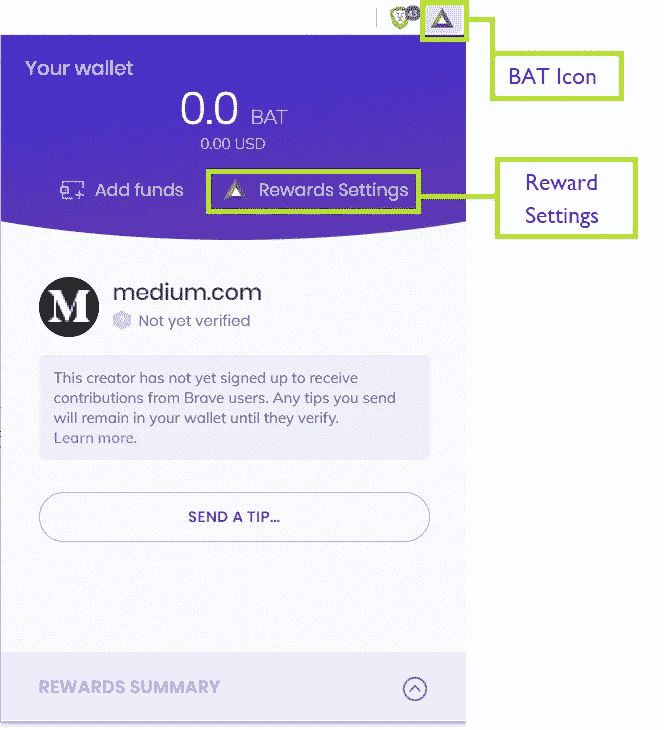 Your wallet
BAT Icon
0.0 BAT
0.00 USD
Add funds
Rewards Settings
Reward
Settings
M
medium.com
Not yet verified
This creator has not yet signed up to receive
contributions from Brave users. Any tips you send
will remain in your wallet until they verify.
Learn more.
SEND A TIP...
REWARDS SUMMARY